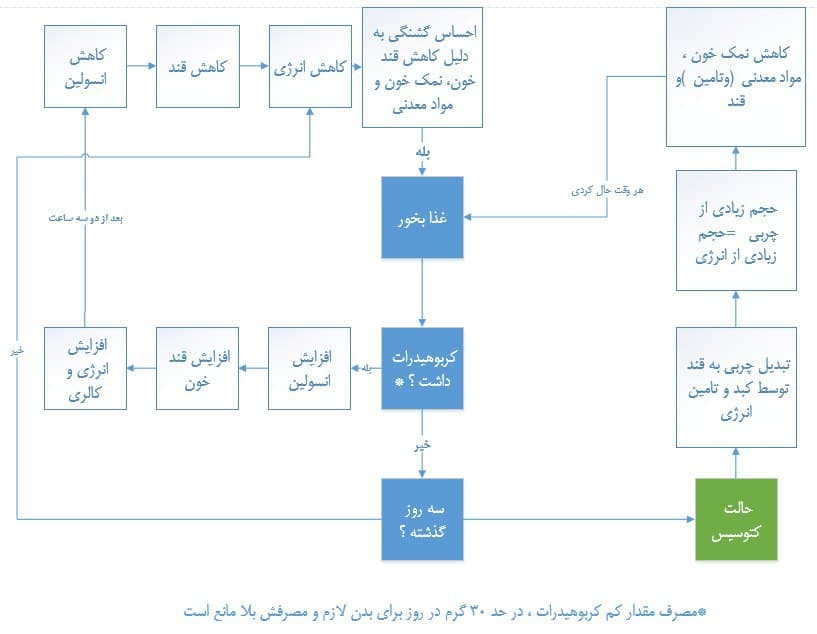 کاهش
انسولین
کاهش قند
کاهش انرژی
احساس گشنگی به
دلیل کاهش قند
خون، نمک خون و
مواد معدنی
کاهش نمک خون ،
مواد معدنی (وتامین )و
قند
بله
هر وقت حال کردی
غذا بخور
حجم زیادی از
چربی =حجم
زیادی از انرژی
بعد از دو سه ساعت
خیر
افزایش
انرژی و
کالری
افزایش قند
خون
افزایش
انسولین
بله
کربوهیدرات
داشت ؟ *
تبدیل چربی به قند
توسط کبد و تامین
انرژی
خیر
سه روز
گذشته ؟
حالت
کتوسیس
*مصرف مقدار کم کربوهیدرات ، در حد ۳۰ گرم در روز برای بدن لازم و مصرفش بلا مانع است